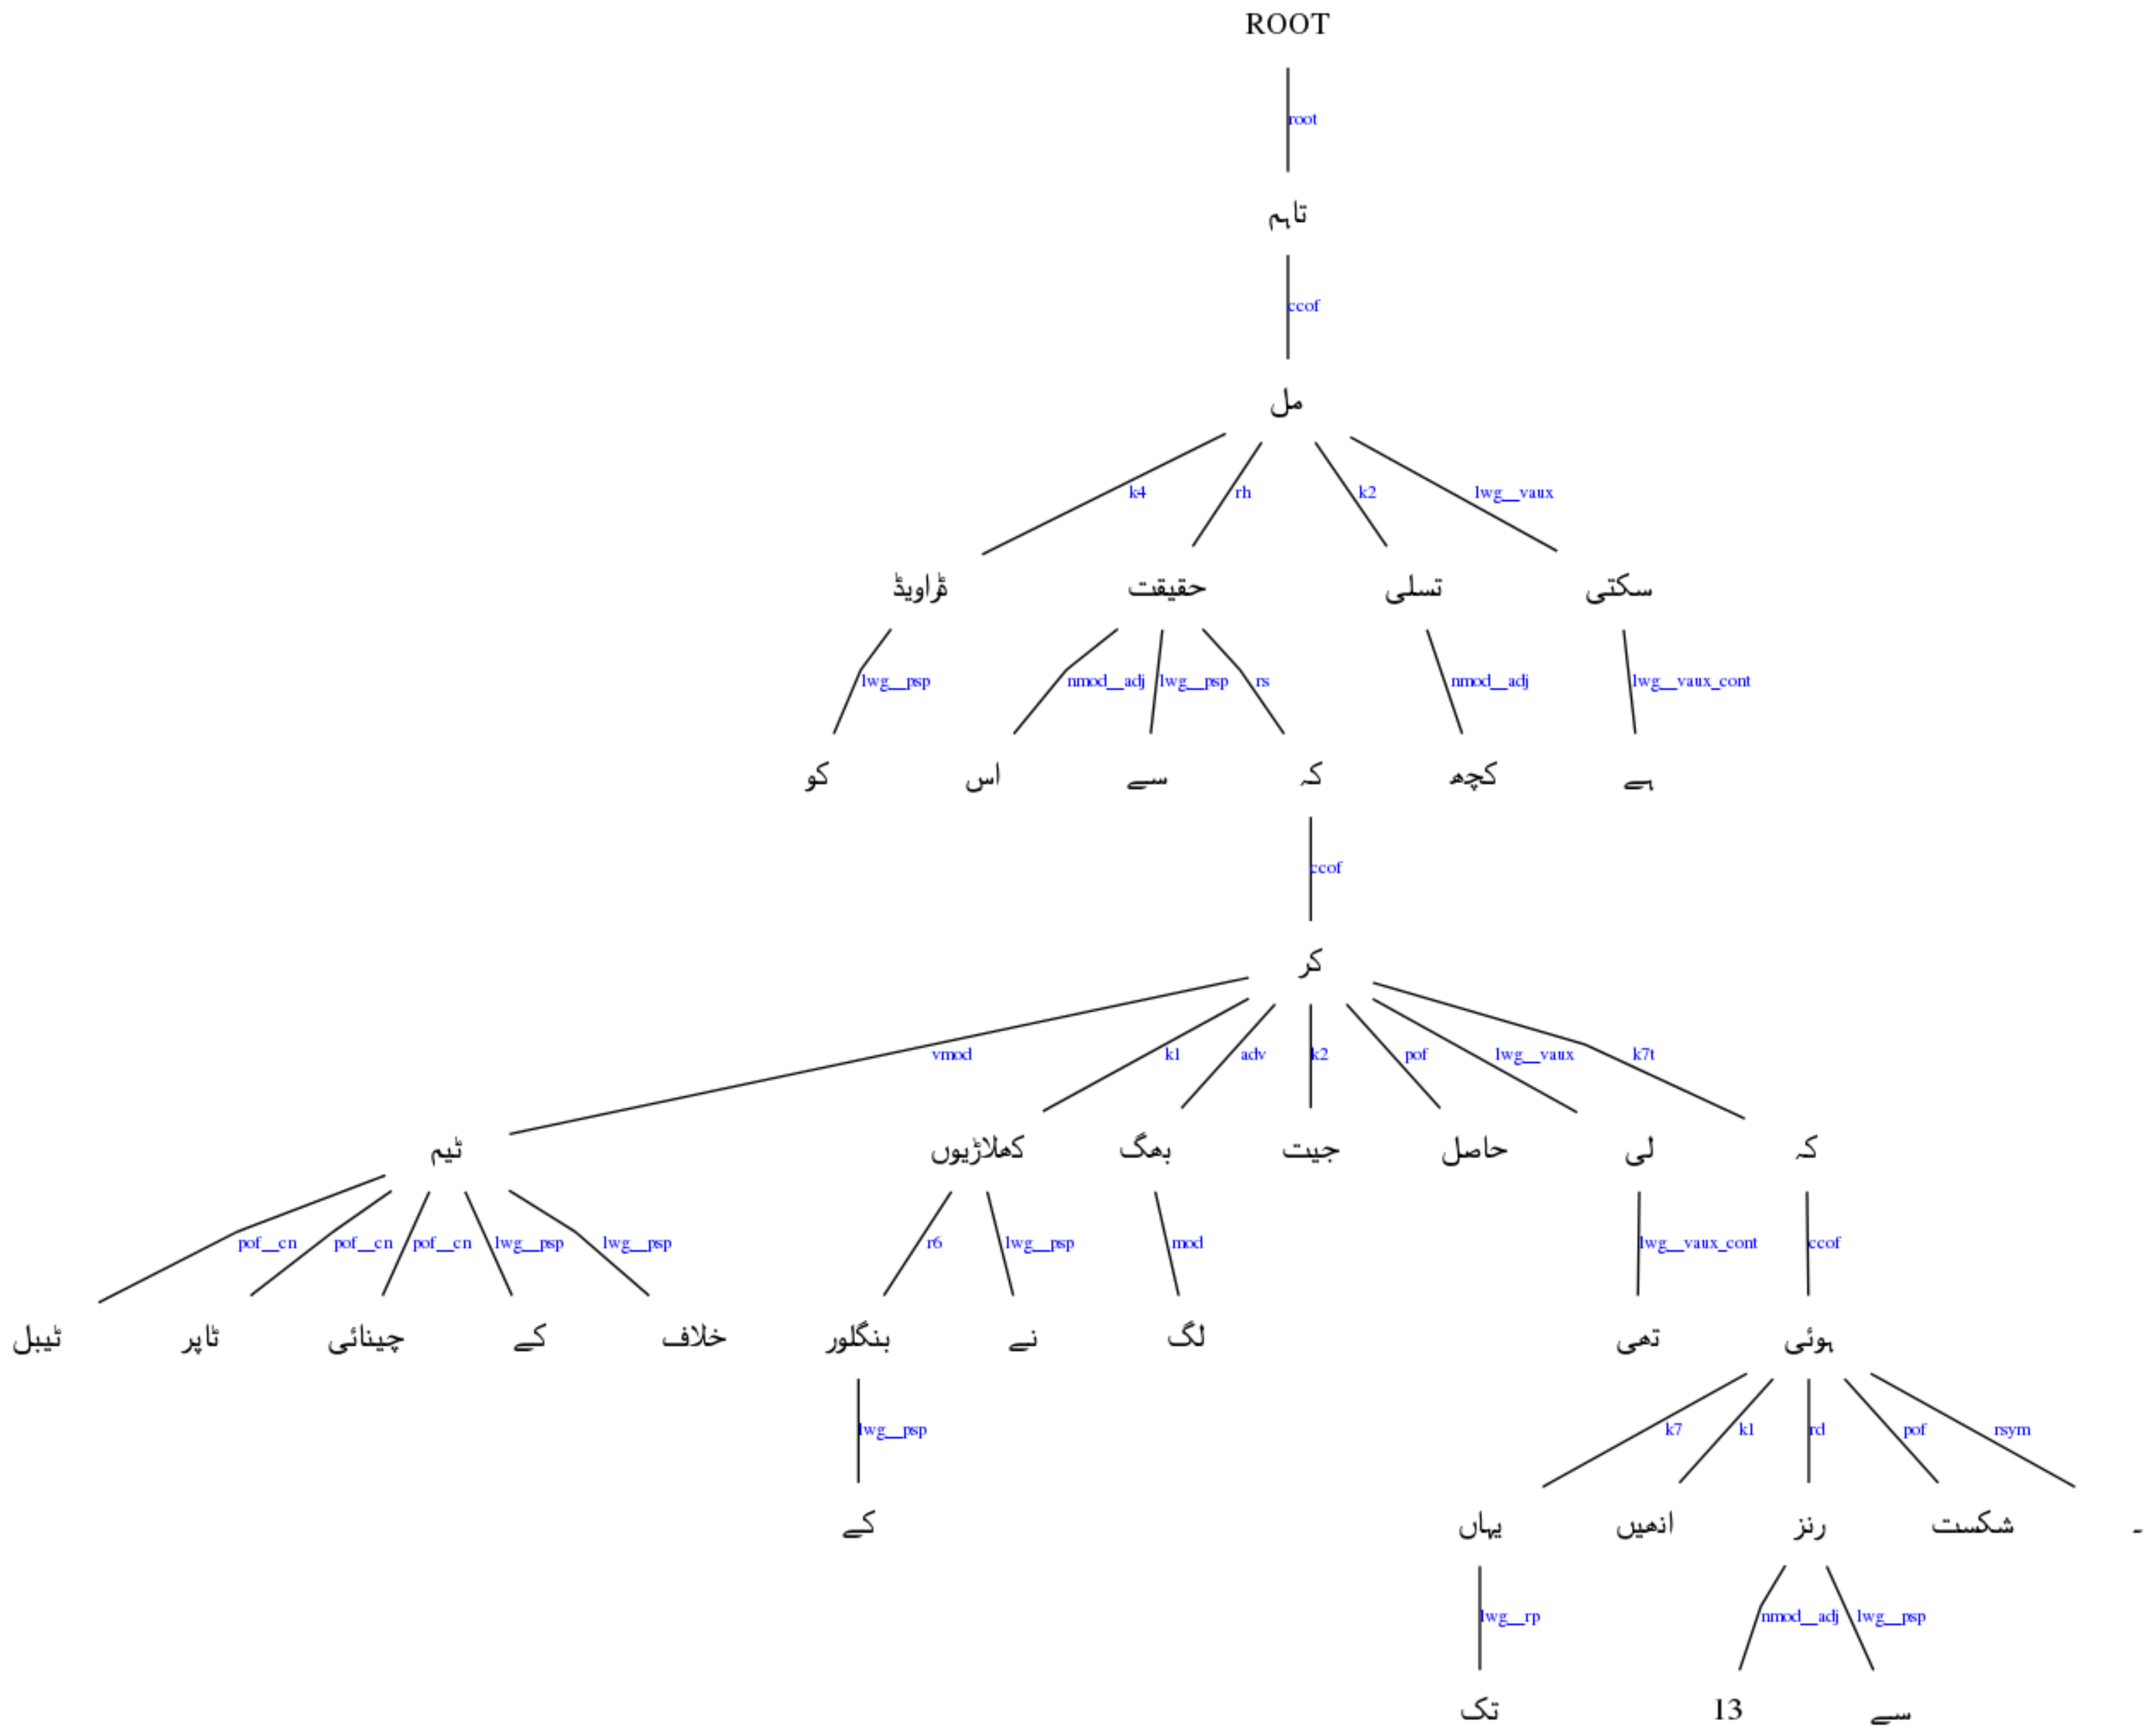 ROOT
root
تاہم
ccof
مل
k4 rh k2 lwg__vaux
ڈراویڈ حقیقت تسلی سکتی
lwg__psp nmod__adj lwg__psp rs nmod__adj lwg__vaux_cont
کو اس سے کہ کچھ ہے
ccof
کر
vmod k1 adv k2 pof lwg__vaux k7t
ٹیم کھلاڑیوں بھگ جیت حاصل لی کہ
pof__cn pof__cn pof__cn lwg__psp lwg__psp r6 lwg__psp mod lwg__vaux_cont ccof
ٹیبل ٹاپر چینائی کے خلاف بنگلور نے لگ تھی ہوئی
lwg__psp k7 k1 rd pof rsym
کے یہاں انھیں رنز شکست ۔
lwg__rp nmod__adj lwg__psp
تک 13 سے